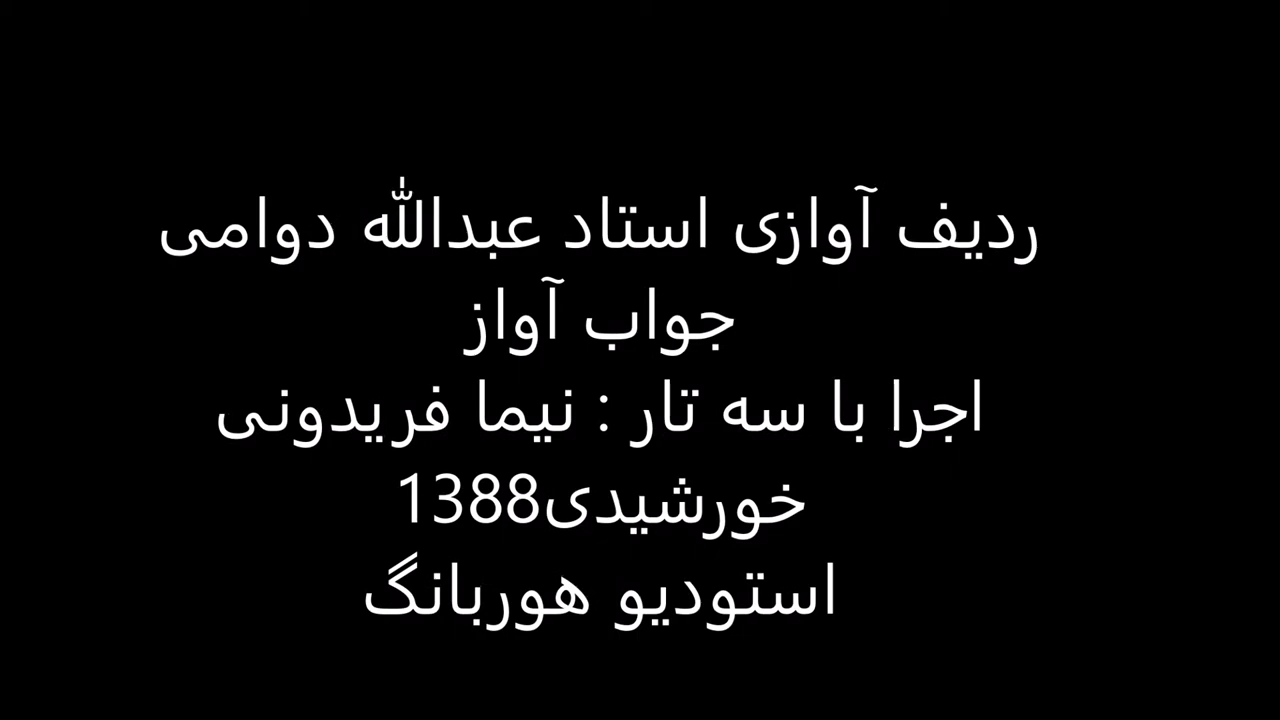 ردیف آوازی استاد عبدالله دوامی
جواب آواز
اجرا با سه تار : نیما فریدونی
خورشیدی1388
استودیو هوربانگ